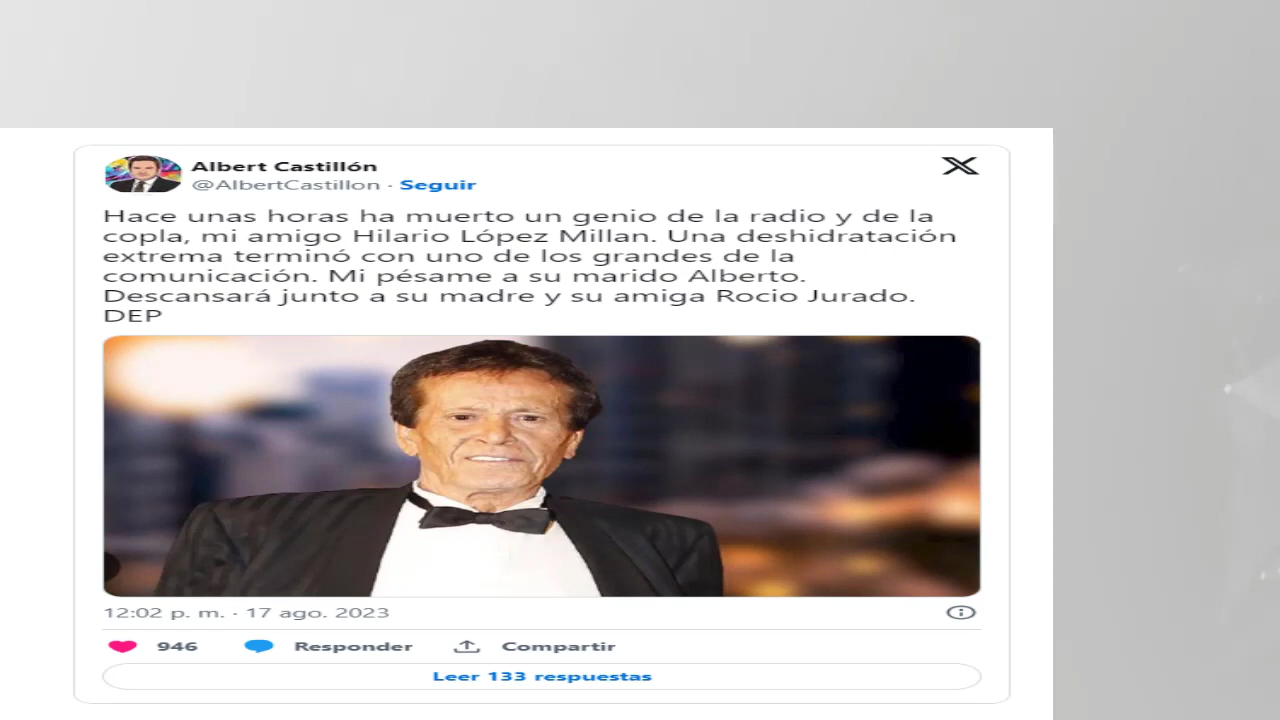 Albert Castillón
@AlbertCastillon · Seguir
Hace unas horas ha muerto un genio de la radio y de la
copla, mi amigo Hilario López Millan. Una deshidratación
extrema terminó con uno de los grandes de la
comunicación. Mi pésame a su marido Alberto.
Descansará junto a su madre y su amiga Rocio Jurado.
DEP
12:02 p. m. · 17 ago. 2023
946 Responder Compartir
Leer 133 respuestas